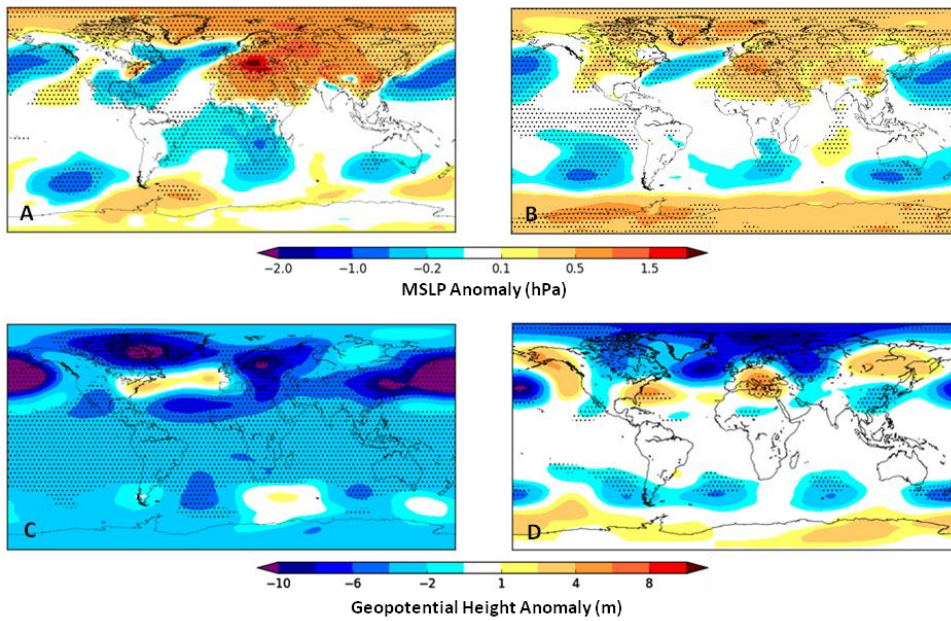 A
B
−2.0 −1.0 −0.2 0.1 0.5 1.5
MSLP Anomaly (hPa)
C
D
−10 −6 −2 1 4 8
Geopotential Height Anomaly (m)